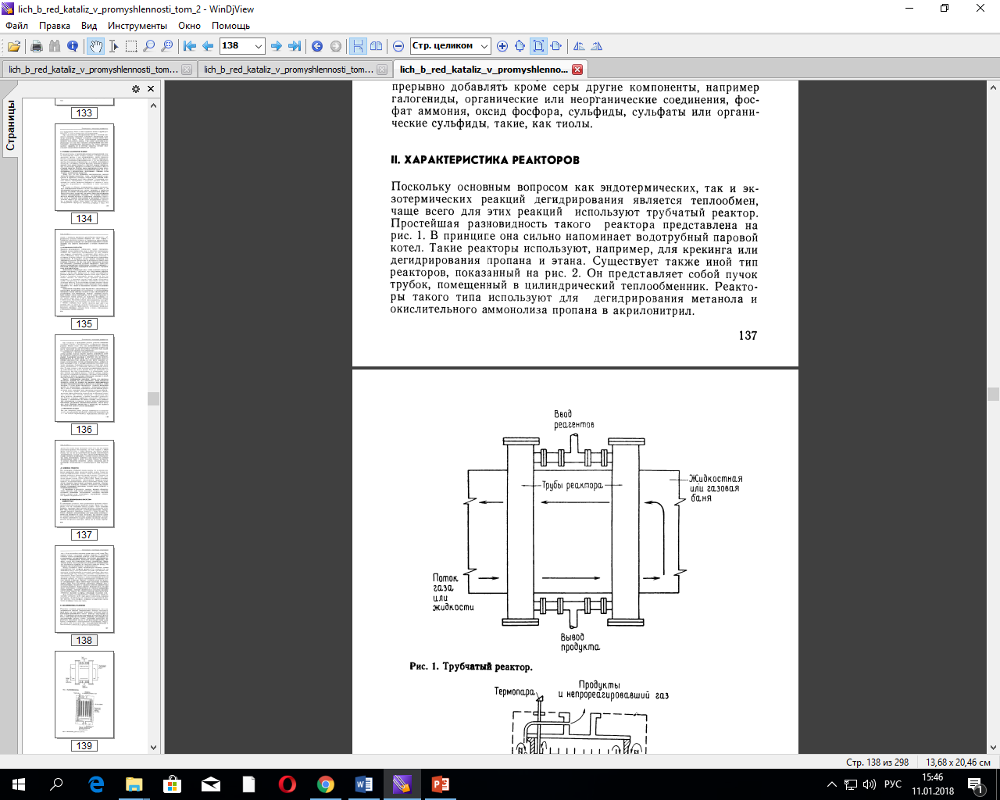 lich_b_red_kataliz_v_promyshlennosti_tom_2 - WinDjView
Файл Правка Вид Инструменты Окно Помощь
138 Стр. целиком
lich_b_red_kataliz_v_promyshlennosti_tom... lich_b_red_kataliz_v_promyshlennosti_tom... lich_b_red_kataliz_v_promyshlenno...
Страницы
133
134
135
136
137
138
139
прерывно добавлять кроме серы другие компоненты, например
галогениды, органические или неорганические соединения, фос-
фат аммония, оксид фосфора, сульфиды, сульфаты или органи-
ческие сульфиды, такие, как тиолы.
II. ХАРАКТЕРИСТИКА РЕАКТОРОВ
Поскольку основным вопросом как эндотермических, так и эк-
зотермических реакций дегидрирования является теплообмен,
чаще всего для этих реакций используют трубчатый реактор.
Простейшая разновидность такого реактора представлена на
рис. 1. В принципе она сильно напоминает водотрубный паровой
котел. Такие реакторы используют, например, для крекинга или
дегидрирования пропана и этана. Существует также иной тип
реакторов, показанный на рис. 2. Он представляет собой пучок
трубок, помещенный в цилиндрический теплообменник. Реакто-
ры такого типа используют для дегидрирования метанола и
окислительного аммонолиза пропана в акрилонитрил.
137
Ввод
реагентов
Трубы реактора
Жидкостная
или газовая
баня
Поток
газа
или
жидкости
Вывод
продукта
Рис. 1. Трубчатый реактор.
Термопара
Продукты
и непрореагировавший газ
Стр. 138 из 298 13,68 x 20,46 см
РУС
15:46
11.01.2018
1